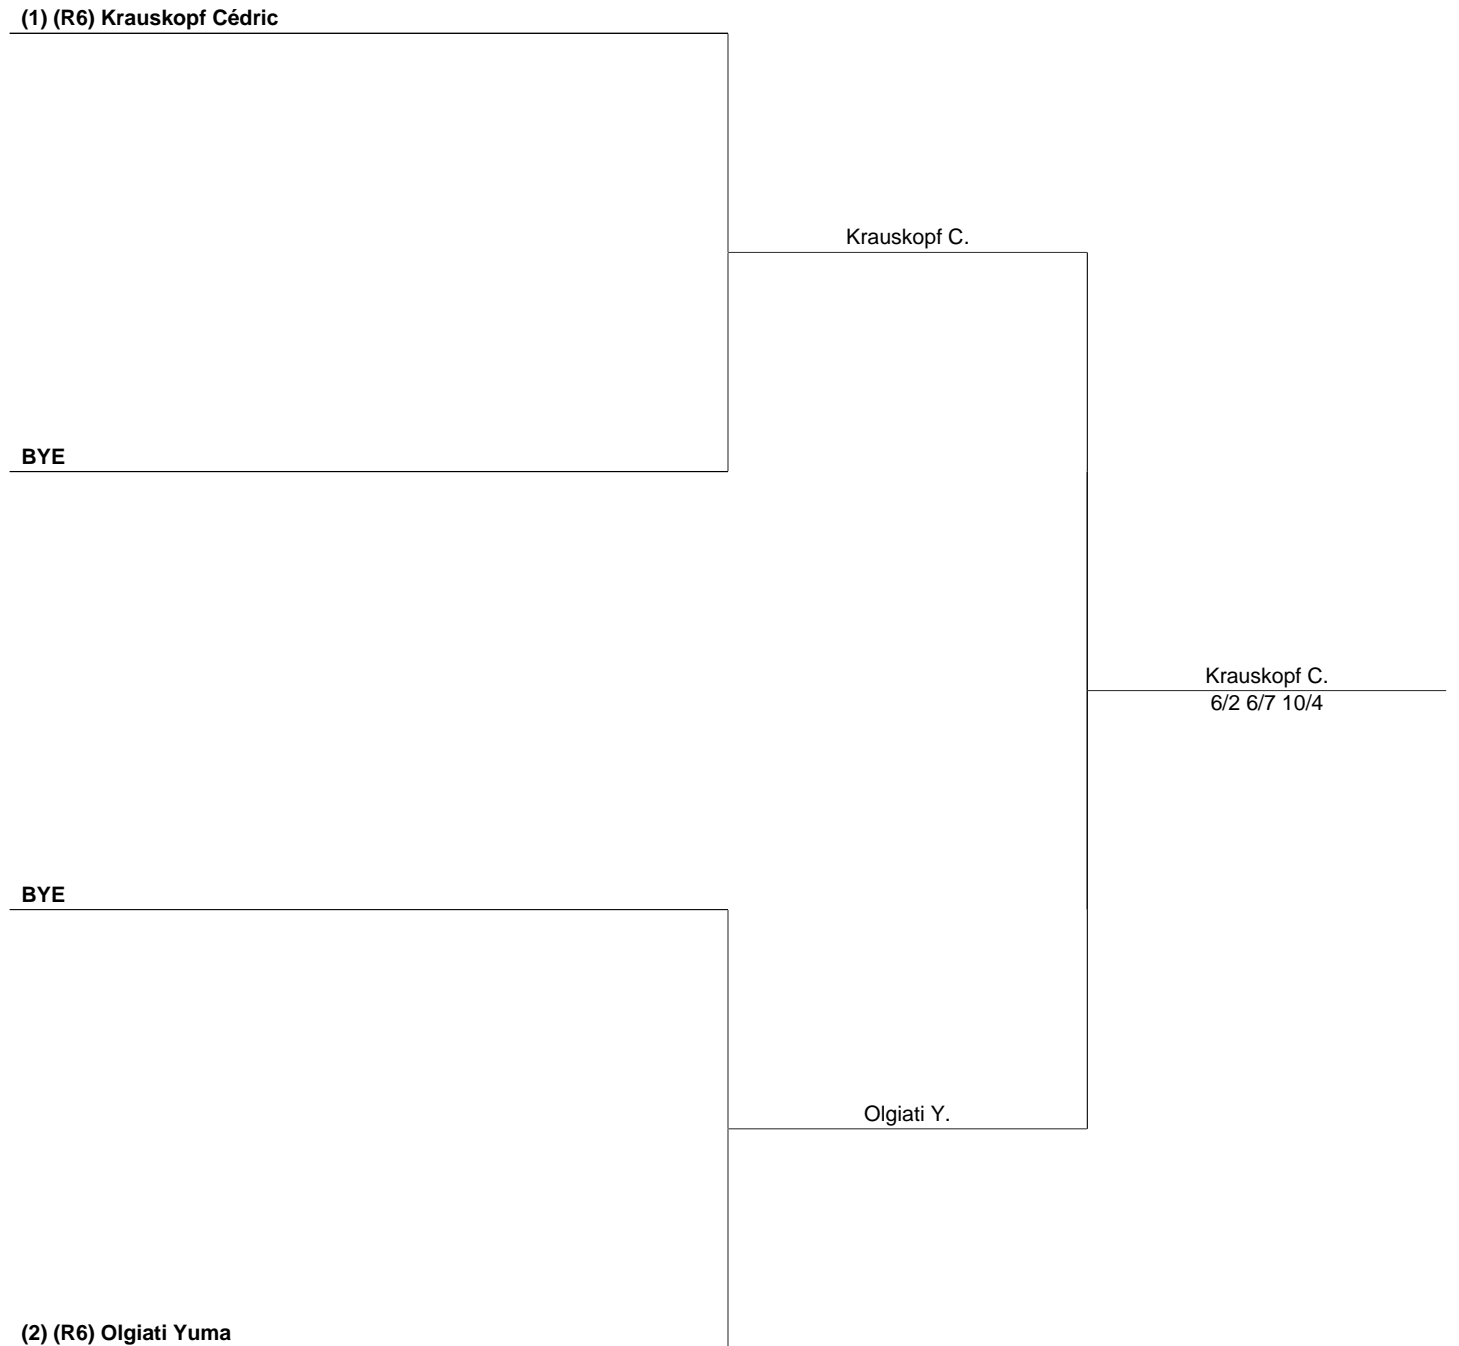 (1) (R6) Krauskopf Cédric
Krauskopf C.
BYE
Krauskopf C.
6/2 6/7 10/4
BYE
Olgiati Y.
(2) (R6) Olgiati Yuma